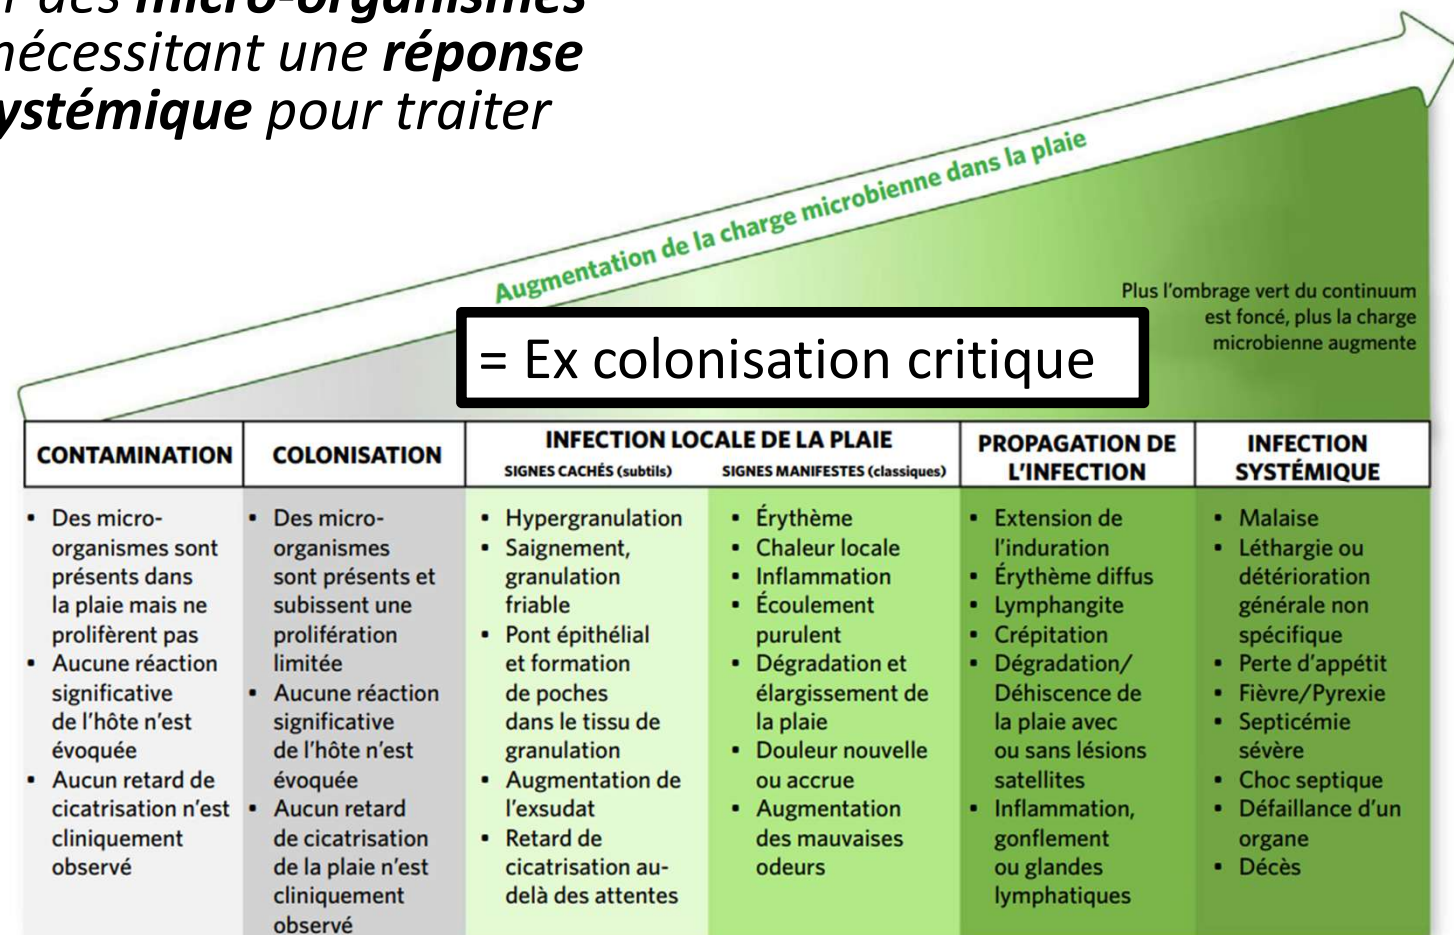 r des micro-organismes
nécessitant une réponse
ystémique pour traiter
Augmentation de la charge microbienne dans la plaie
Plus l'ombrage vert du continuum
est foncé, plus la charge
microbienne augmente
= Ex colonisation critique
CONTAMINATION
• Des micro-
organismes sont
présents dans
la plaie mais ne
prolifèrent pas
• Aucune réaction
significative
de l'hôte n'est
évoquée
• Aucun retard de
cicatrisation n'est
cliniquement
observé
COLONISATION
• Des micro-
organismes
sont présents et
subissent une
prolifération
limitée
• Aucune réaction
significative
de l'hôte n'est
évoquée
• Aucun retard
de cicatrisation
de la plaie n'est
cliniquement
observé
INFECTION LOCALE DE LA PLAIE
SIGNES CACHÉS (subtils)
• Hypergranulation
• Saignement,
granulation
friable
• Pont épithélial
et formation
de poches
dans le tissu de
granulation
• Augmentation de
l'exsudat
• Retard de
cicatrisation au-
delà des attentes
SIGNES MANIFESTES (classiques)
• Érythème
• Chaleur locale
• Inflammation
• Écoulement
purulent
• Dégradation et
élargissement de
la plaie
• Douleur nouvelle
ou accrue
• Augmentation
des mauvaises
odeurs
PROPAGATION DE
L'INFECTION
• Extension de
l'induration
• Érythème diffus
• Lymphangite
• Crépitation
• Dégradation/
Déhiscence de
la plaie avec
ou sans lésions
satellites
• Inflammation,
gonflement
ou glandes
lymphatiques
INFECTION
SYSTÉMIQUE
• Malaise
• Léthargie ou
détérioration
générale non
spécifique
• Perte d'appétit
• Fièvre/Pyrexie
• Septicémie
sévère
• Choc septique
• Défaillance d'un
organe
• Décès